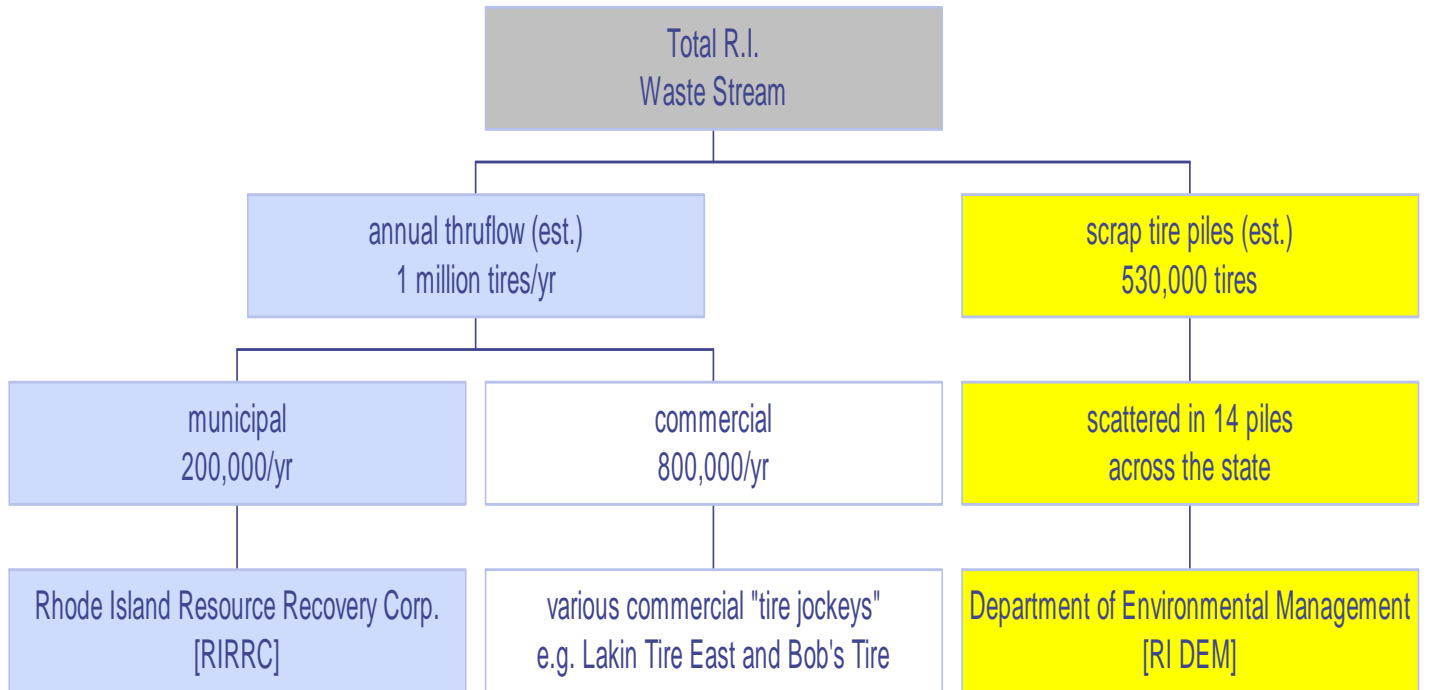 Total R.I.
Waste Stream
annual thruflow (est.)
1 million tires/yr
scrap tire piles (est.)
530,000 tires
municipal
200,000/yr
commercial
800,000/yr
scattered in 14 piles
across the state
Rhode Island Resource Recovery Corp.
[RIRRC]
various commercial "tire jockeys"
e.g. Lakin Tire East and Bob's Tire
Department of Environmental Management
[RI DEM]